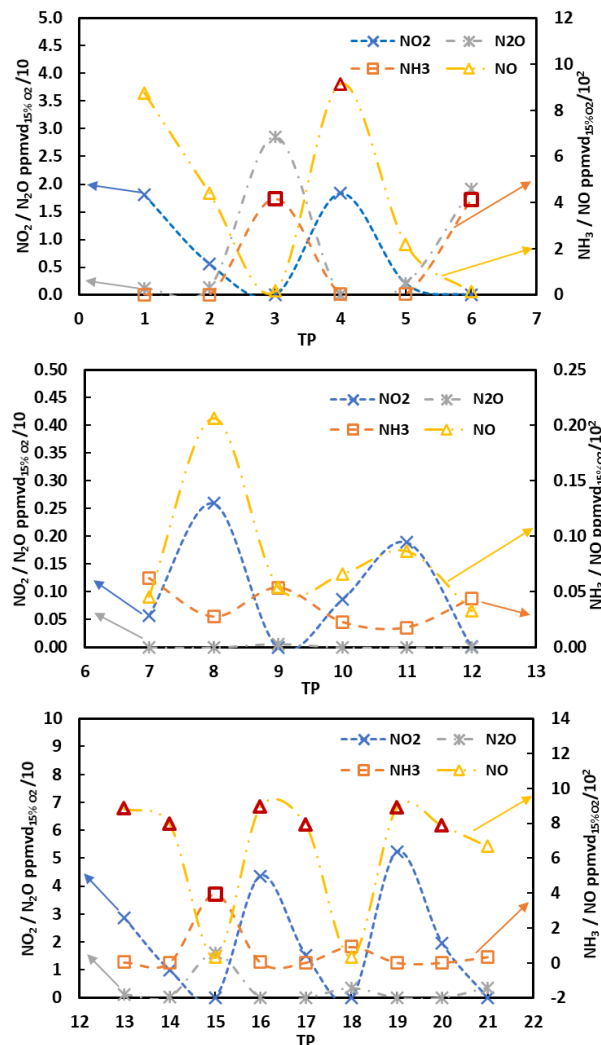 NO₂ / N₂O ppmvd₁₅% O₂/10
5.0
4.5
4.0
3.5
3.0
2.5
2.0
1.5
1.0
0.5
0.0
NO2
N2O
NH3
NO
12
10
8
6
4
2
0
NH₃ / NO ppmvd₁₅%O₂/10²
0 1 2 3 4 5 6 7
TP
NO₂ / N₂O ppmvd₁₅% O₂/10
0.50
0.45
0.40
0.35
0.30
0.25
0.20
0.15
0.10
0.05
0.00
NO2
N2O
NH3
NO
0.25
0.20
0.15
0.10
0.05
0.00
NH₃ / NO ppmvd₁₅%O₂/10²
6 7 8 9 10 11 12 13
TP
NO₂ / N₂O ppmvd₁₅% O₂/10
10
9
8
7
6
5
4
3
2
1
0
NO2
N2O
NH3
NO
14
12
10
8
6
4
2
0
-2
NH₃ / NO ppmvd₁₅%O₂/10²
12 13 14 15 16 17 18 19 20 21 22
TP